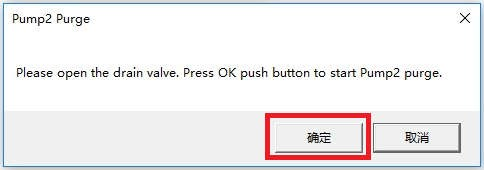 Pump2 Purge
Please open the drain valve. Press OK push button to start Pump2 purge.
确定
取消